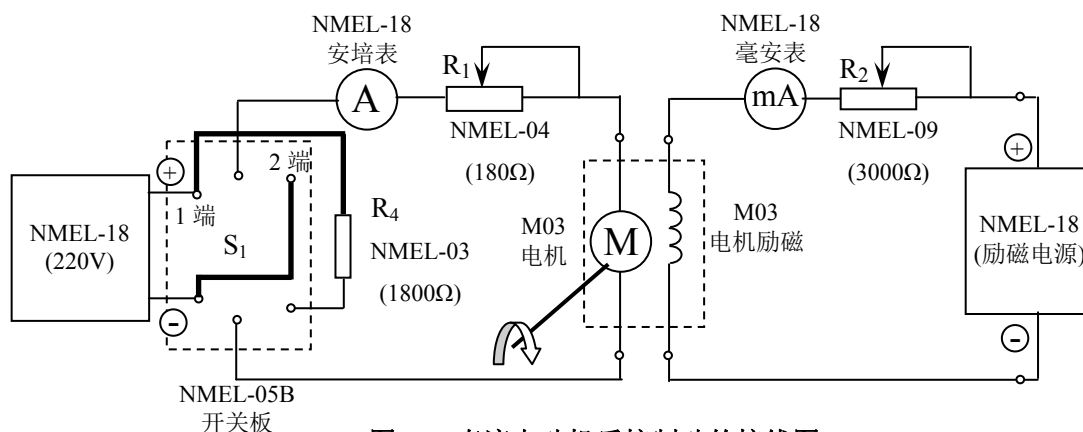 NMEL-18
安培表
A
R1
NMEL-04
(180Ω)
NMEL-18
毫安表
mA
R2
NMEL-09
(3000Ω)
+
1 端
2 端
S1
-
NMEL-18
(220V)
R4
NMEL-03
(1800Ω)
M03
电机
M
M03
电机励磁
+
NMEL-18
(励磁电源)
-
NMEL-05B
开关板